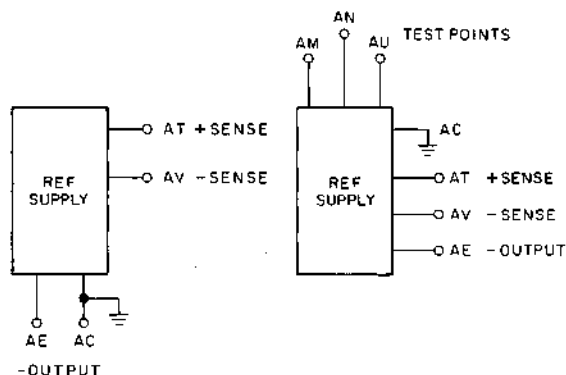 AN
AM
AU
TEST POINTS
AT +SENSE
AV -SENSE
REF
SUPPLY
AE
AC
-OUTPUT
AC
REF
SUPPLY
AT +SENSE
AV -SENSE
AE -OUTPUT